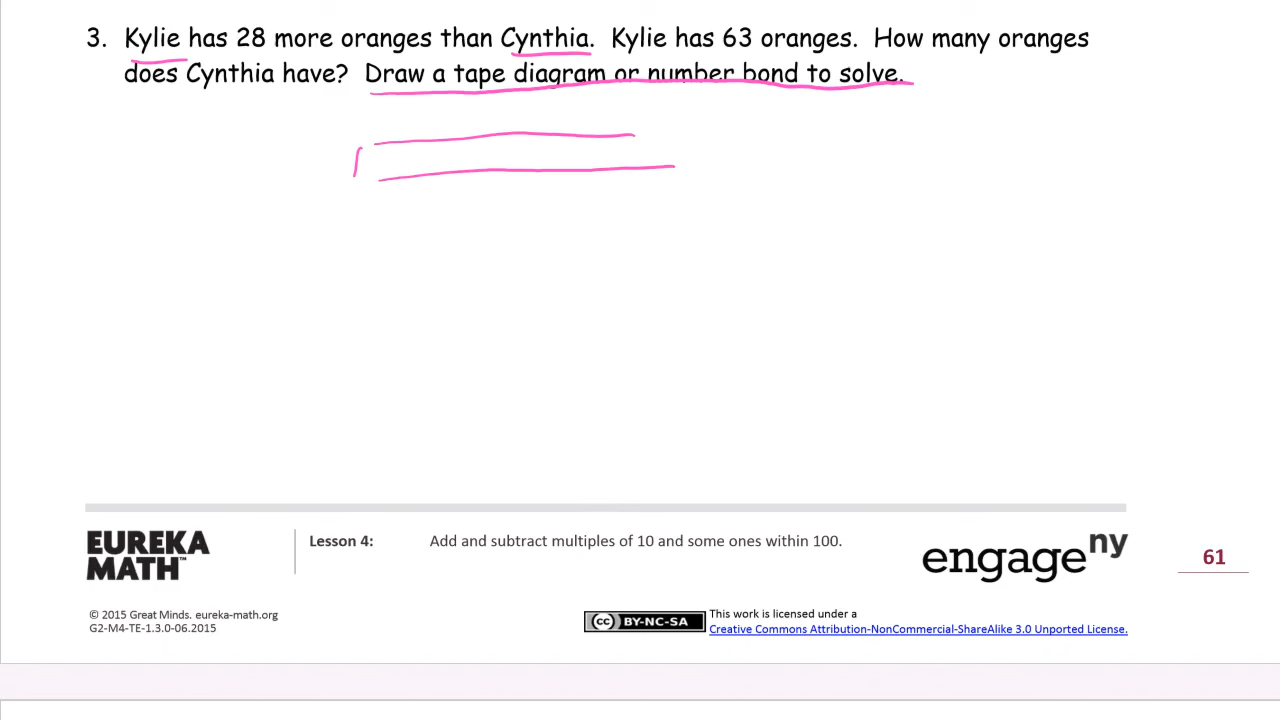 3. Kylie has 28 more oranges than Cynthia. Kylie has 63 oranges. How many oranges
does Cynthia have? Draw a tape diagram or number bond to solve.
EUREKA
MATH™
Lesson 4:
Add and subtract multiples of 10 and some ones within 100.
engage ny
61
© 2015 Great Minds. eureka-math.org
G2-M4-TE-1.3.0-06.2015
cc BY-NC-SA
This work is licensed under a
Creative Commons Attribution-NonCommercial-ShareAlike 3.0 Unported License.